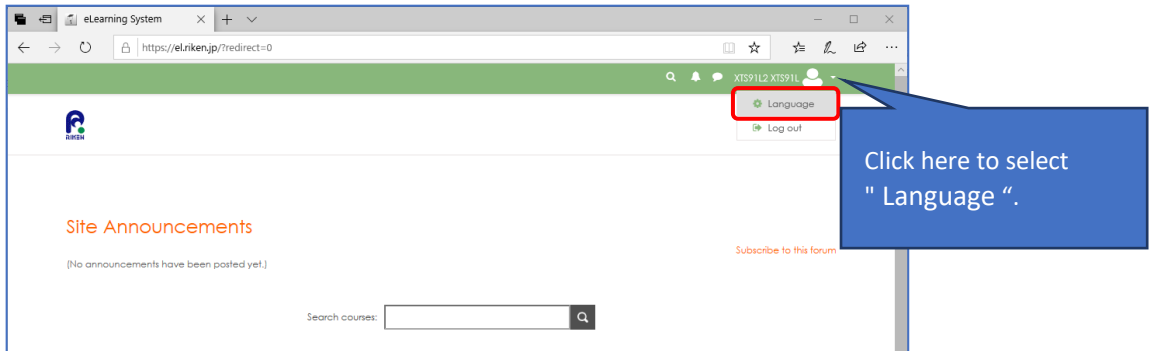 eLearning System
https://el.riken.jp/?redirect=0
XTS91L2 XTS91L
Language
RIKEN
Log out
Click here to select
" Language “.
Site Announcements
Subscribe to this forum
(No announcements have been posted yet.)
Search courses: